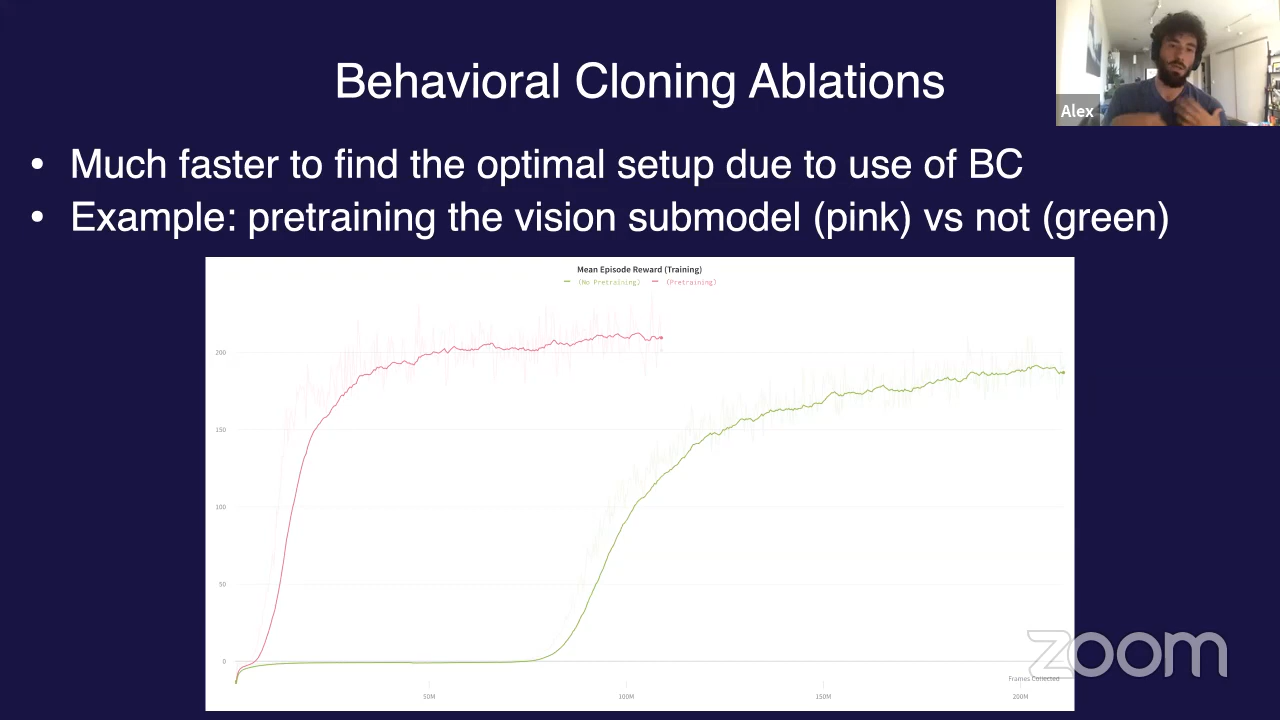 Behavioral Cloning Ablations
Alex
• Much faster to find the optimal setup due to use of BC
• Example: pretraining the vision submodel (pink) vs not (green)
Mean Episode Reward (Training)
(No Pretraining) (Pretraining)
200
150
100
50
0
50M 100M 150M 200M
Frames Collected
zoom